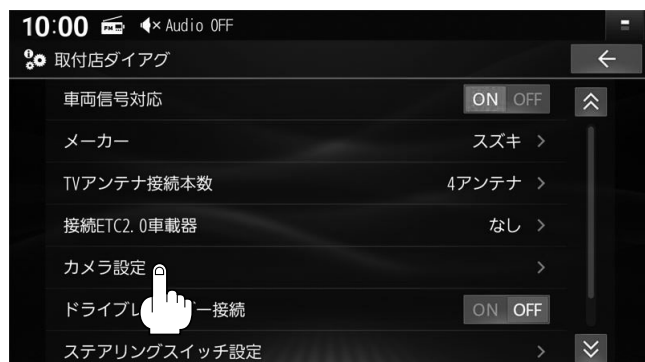 10:00 FM Audio OFF
取付店ダイアグ
車両信号対応 ON OFF
メーカー スズキ
TVアンテナ接続本数 4アンテナ
接続ETC2.0車載器 なし
カメラ設定
ドライブレ ー接続 ON OFF
ステアリングスイッチ設定